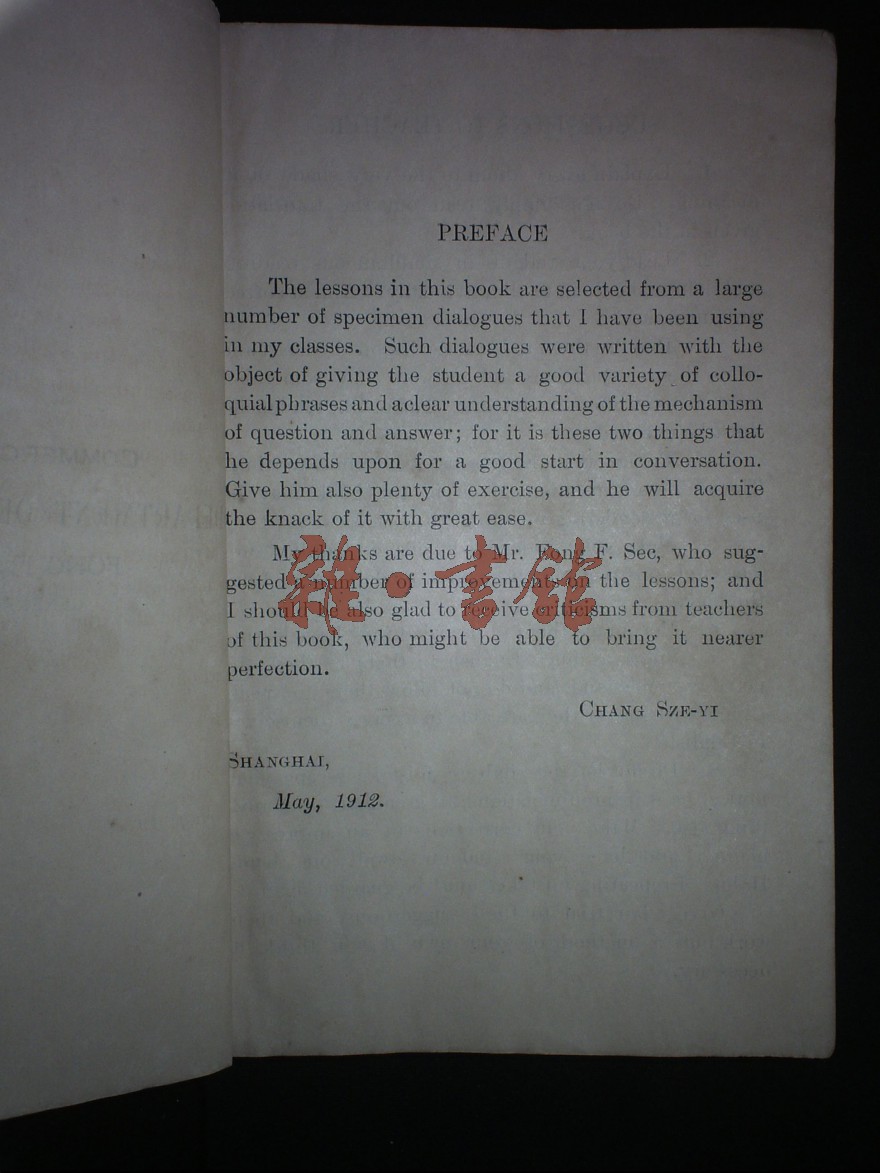 PREFACE
The lessons in this book are selected from a large
number of specimen dialogues that I have been using
in my classes. Such dialogues were written with the
object of giving the student a good variety of collo-
quial phrases and a clear understanding of the mechanism
of question and answer; for it is these two things that
he depends upon for a good start in conversation.
Give him also plenty of exercise, and he will acquire
the knack of it with great ease.
My thanks are due to Mr. Fong F. Sec, who sug-
gested a number of improvements on the lessons; and
I should be also glad to receive criticisms from teachers
of this book, who might be able to bring it nearer
perfection.
CHANG SZE-YI
SHANGHAI,
May, 1912.
雜·書館